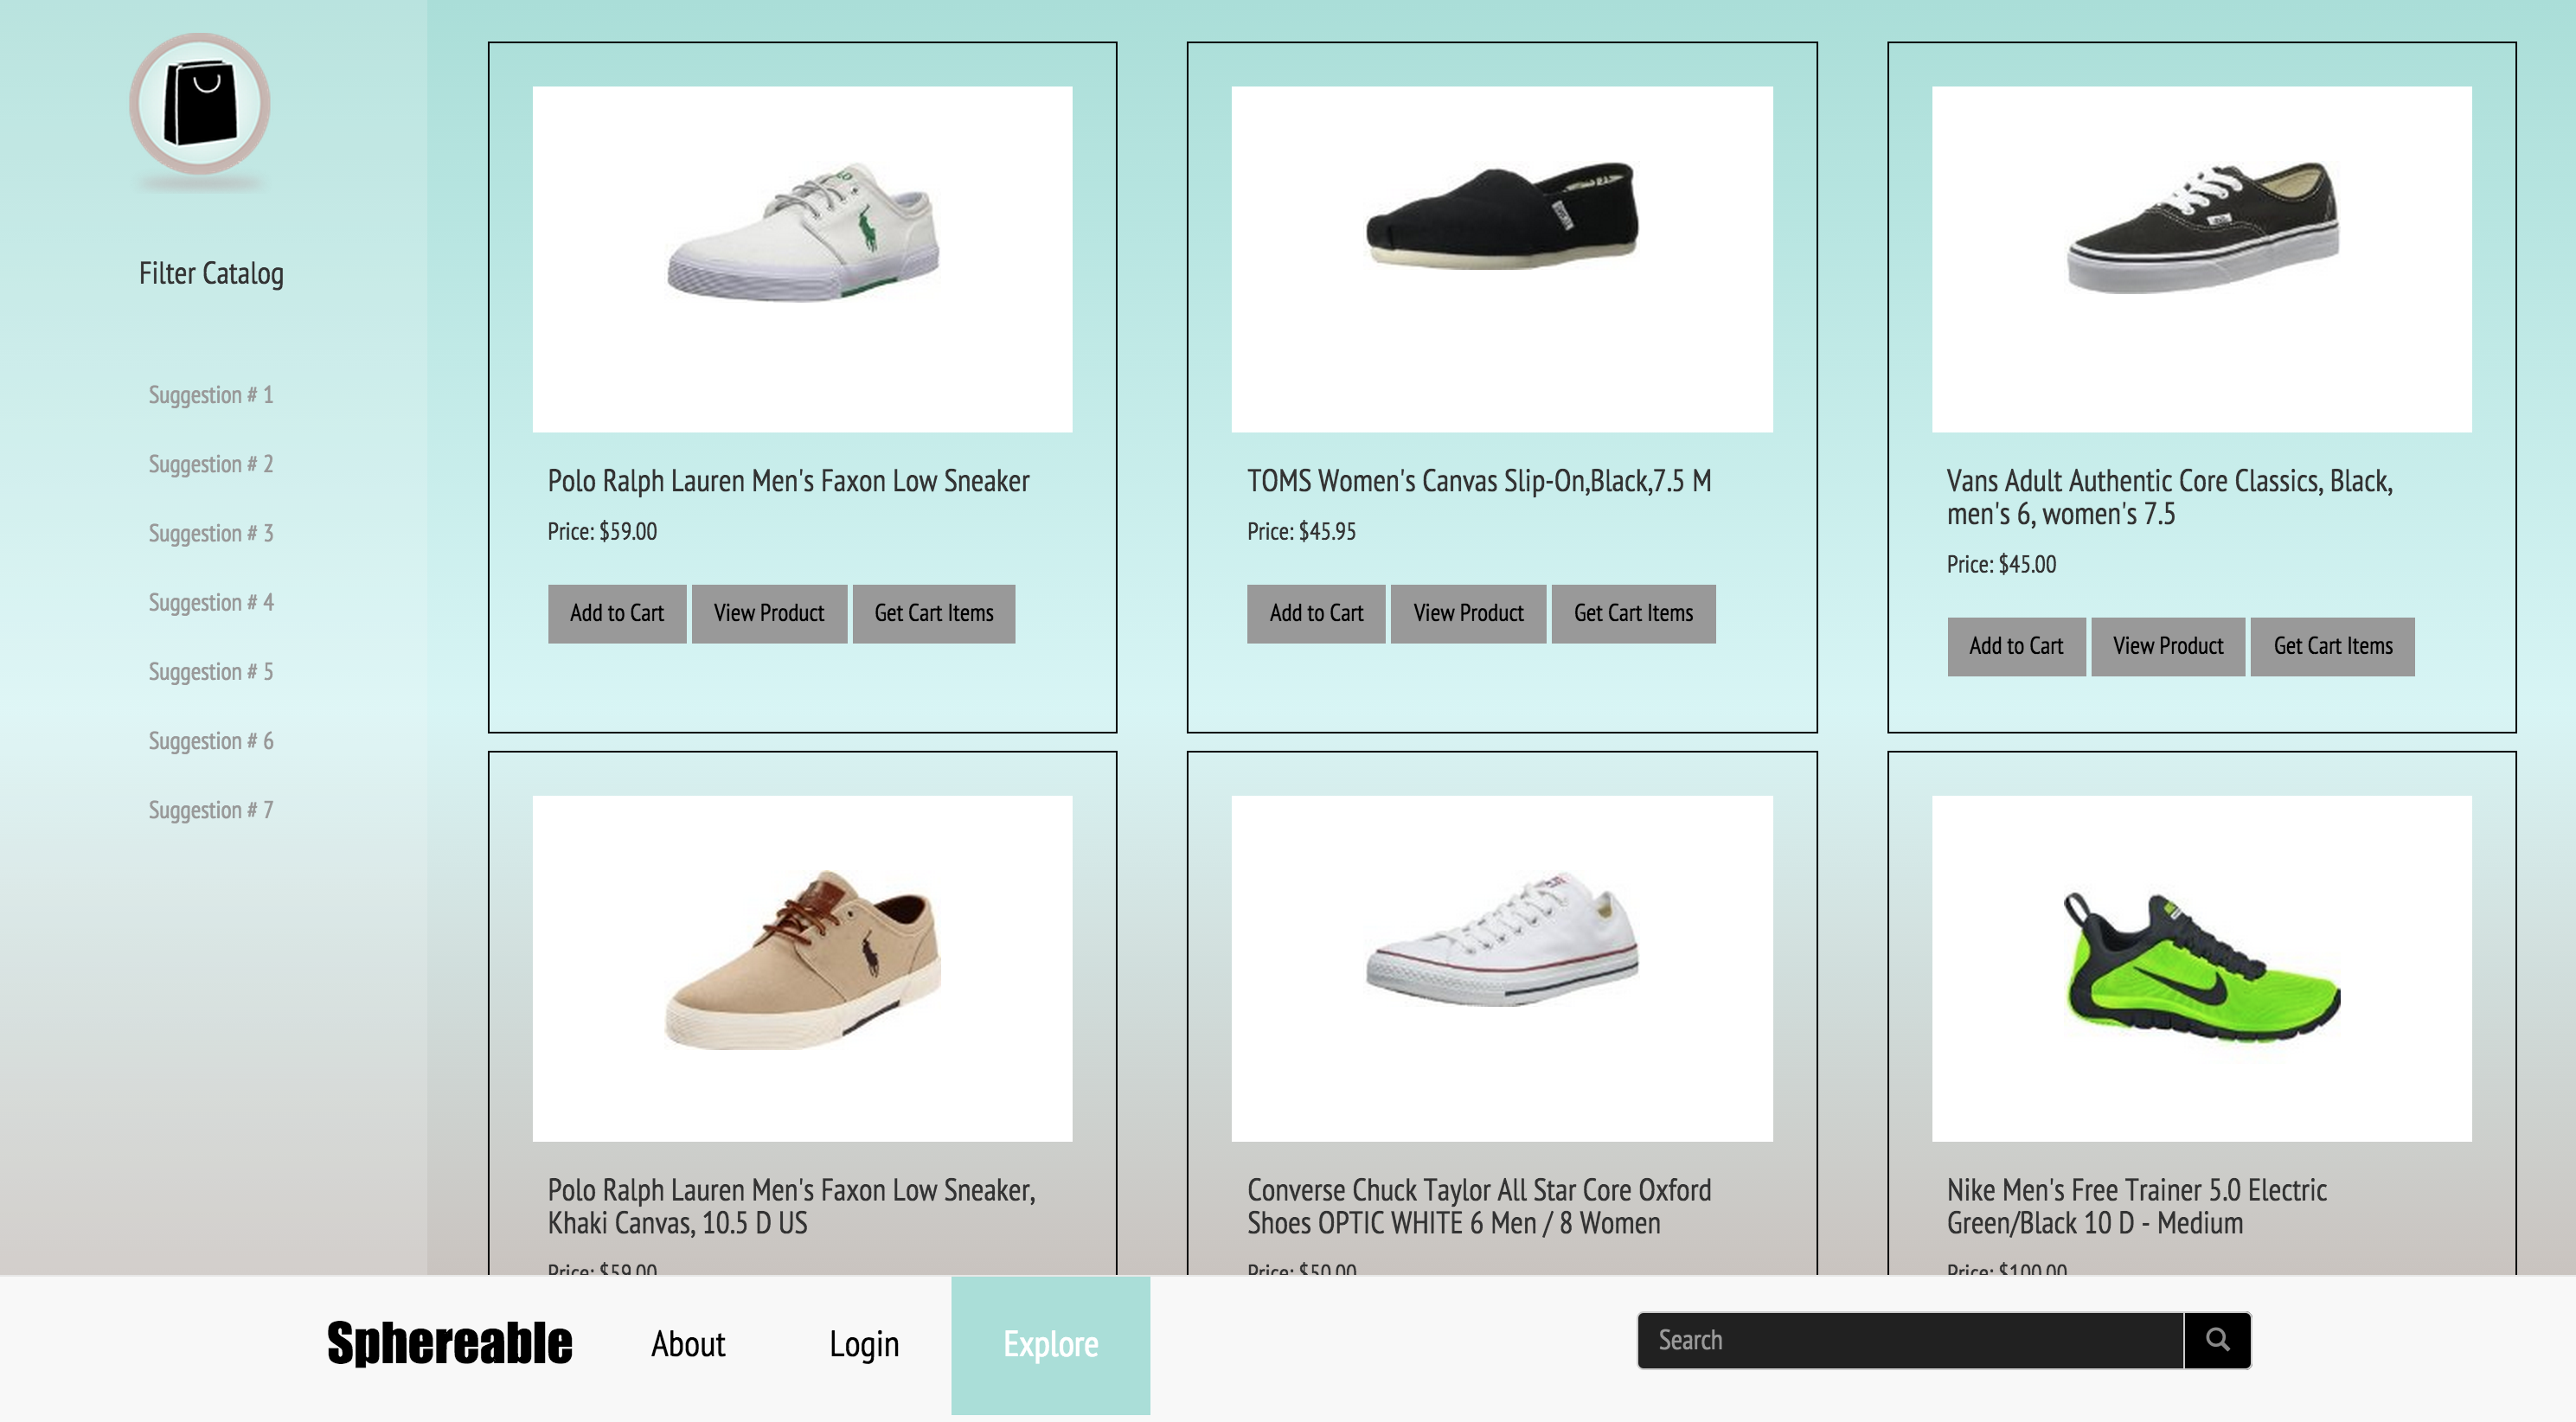 Filter Catalog
Suggestion # 1
Suggestion # 2
Suggestion # 3
Suggestion # 4
Suggestion # 5
Suggestion # 6
Suggestion # 7
Polo Ralph Lauren Men's Faxon Low Sneaker
Price: $59.00
Add to Cart
View Product
Get Cart Items
TOMS Women's Canvas Slip-On,Black,7.5 M
Price: $45.95
Add to Cart
View Product
Get Cart Items
Vans Adult Authentic Core Classics, Black,
men's 6, women's 7.5
Price: $45.00
Add to Cart
View Product
Get Cart Items
Polo Ralph Lauren Men's Faxon Low Sneaker,
Khaki Canvas, 10.5 D US
Price: $59.00
Converse Chuck Taylor All Star Core Oxford
Shoes OPTIC WHITE 6 Men / 8 Women
Price: $50.00
Nike Men's Free Trainer 5.0 Electric
Green/Black 10 D - Medium
Price: $100.00
Sphereable
About
Login
Explore
Search